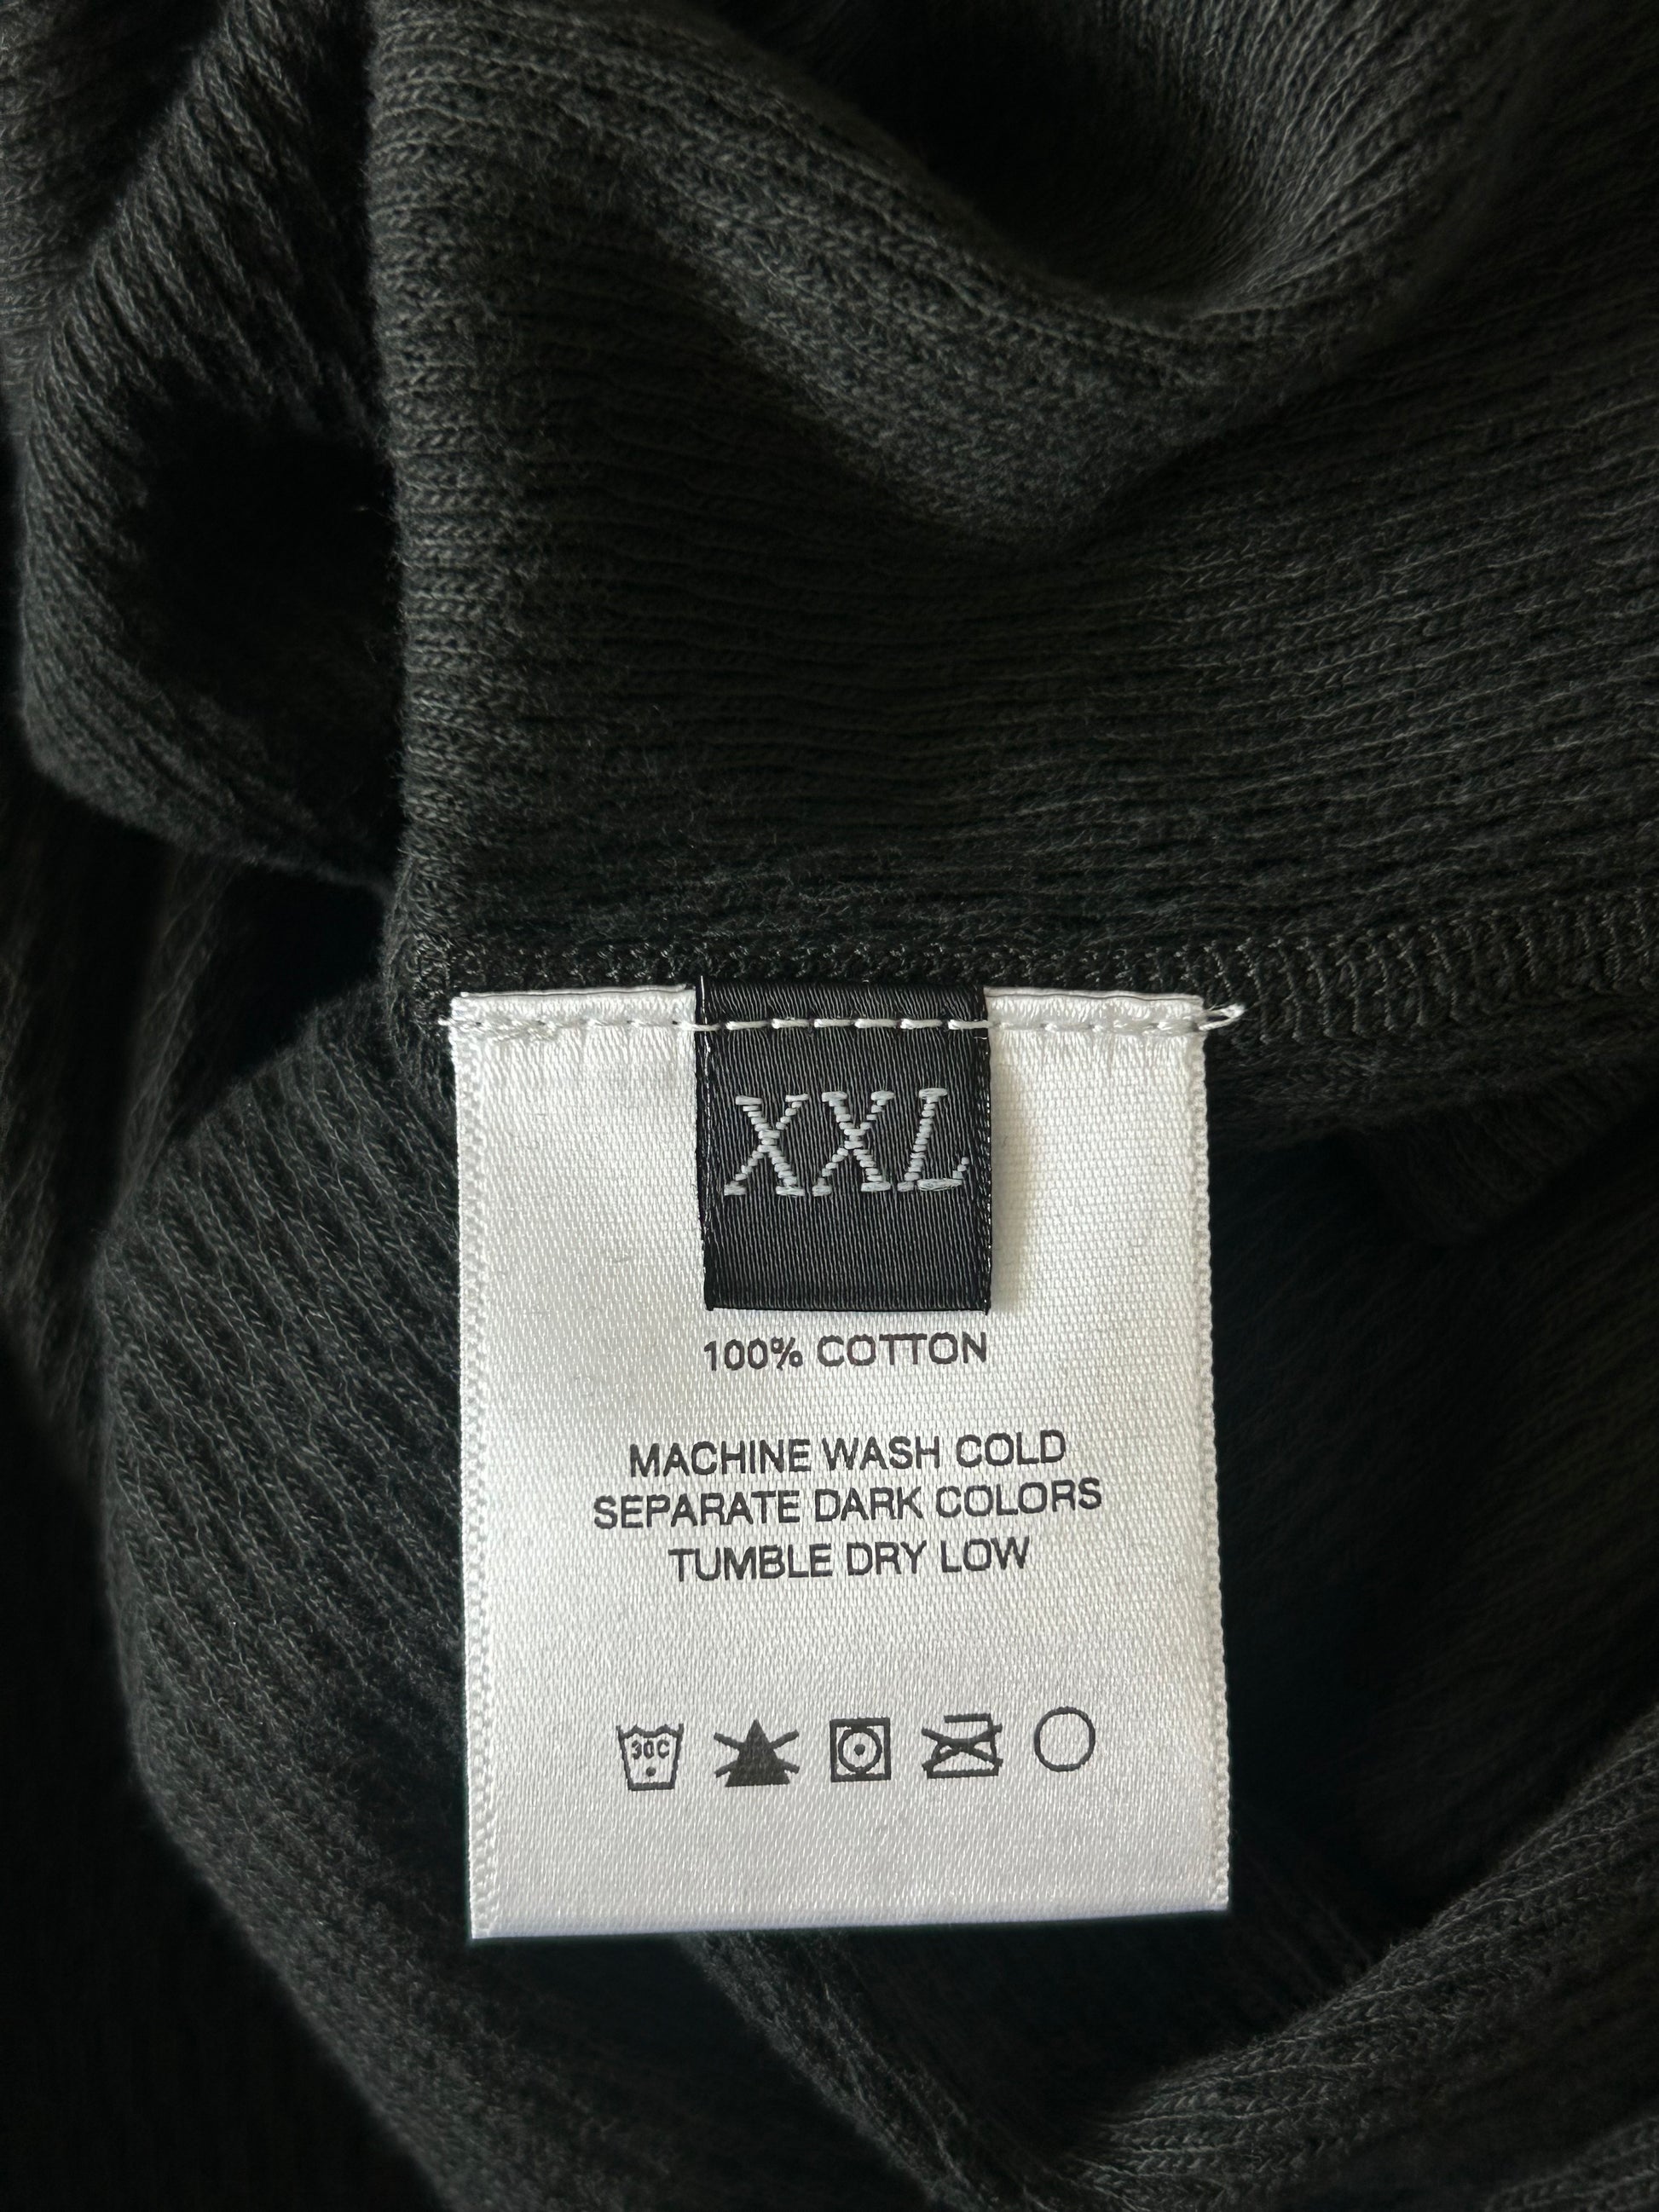 XXL
100% COTTON
MACHINE WASH COLD
SEPARATE DARK COLORS
TUMBLE DRY LOW
30C